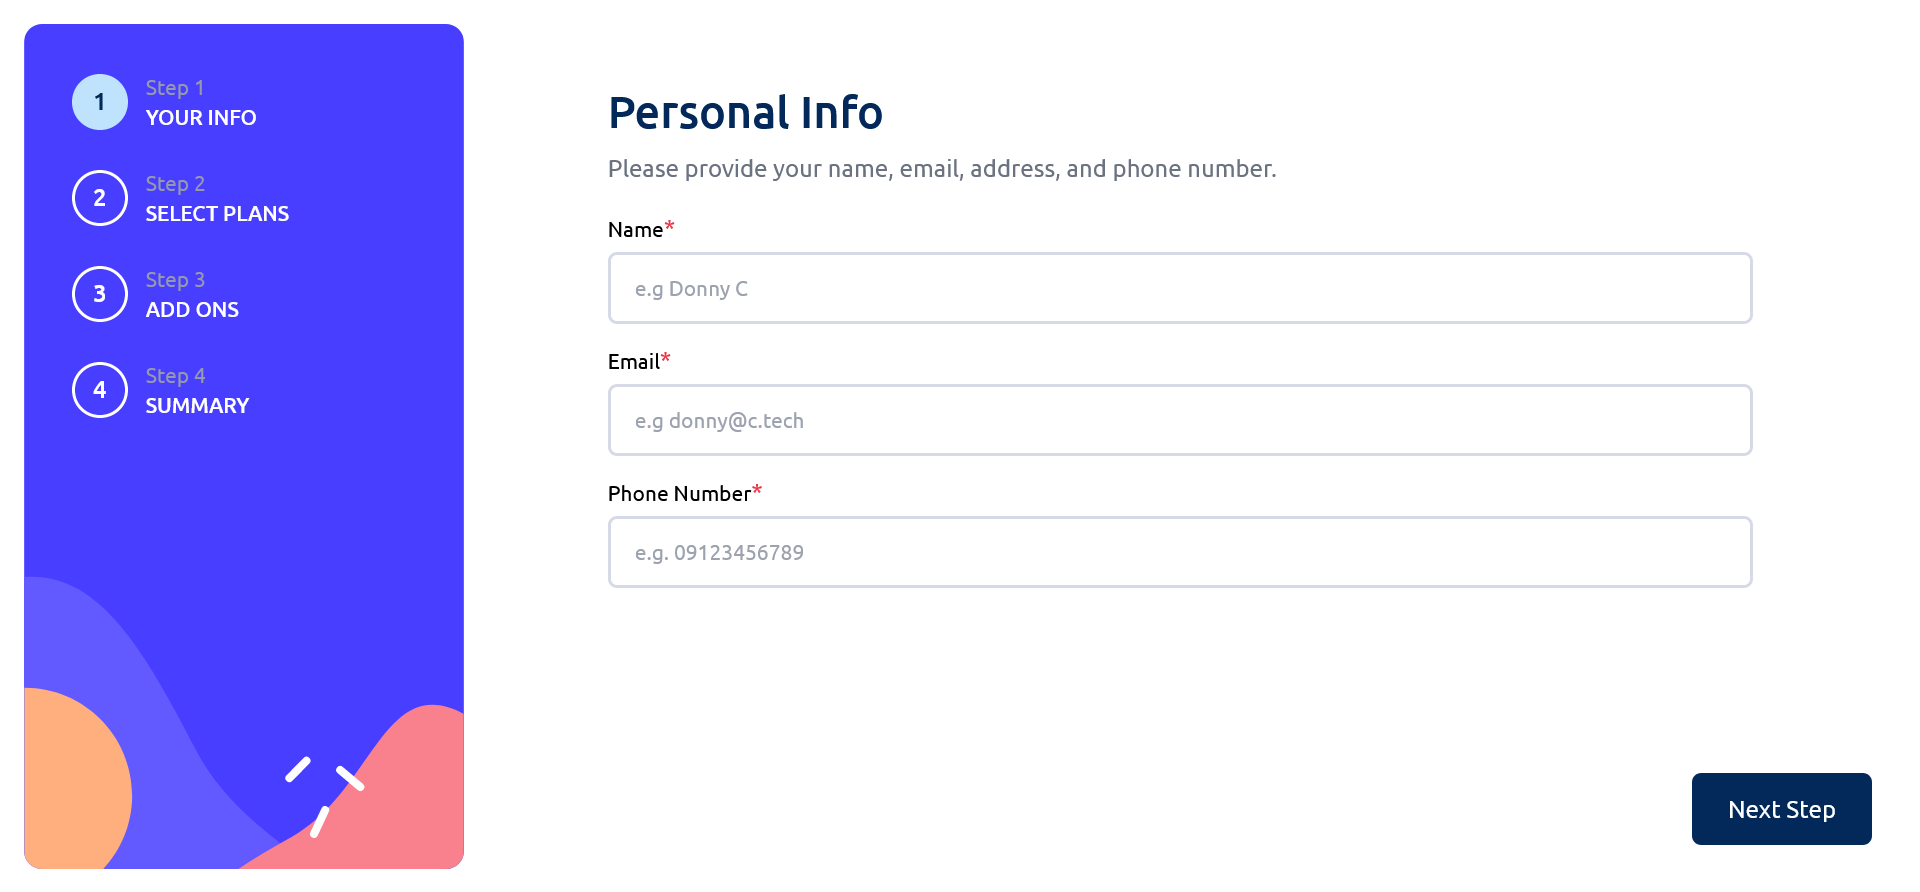 1
Step 1
YOUR INFO
2
Step 2
SELECT PLANS
3
Step 3
ADD ONS
4
Step 4
SUMMARY
Personal Info
Please provide your name, email, address, and phone number.
Name*
e.g Donny C
Email*
e.g donny@c.tech
Phone Number*
e.g. 09123456789
Next Step